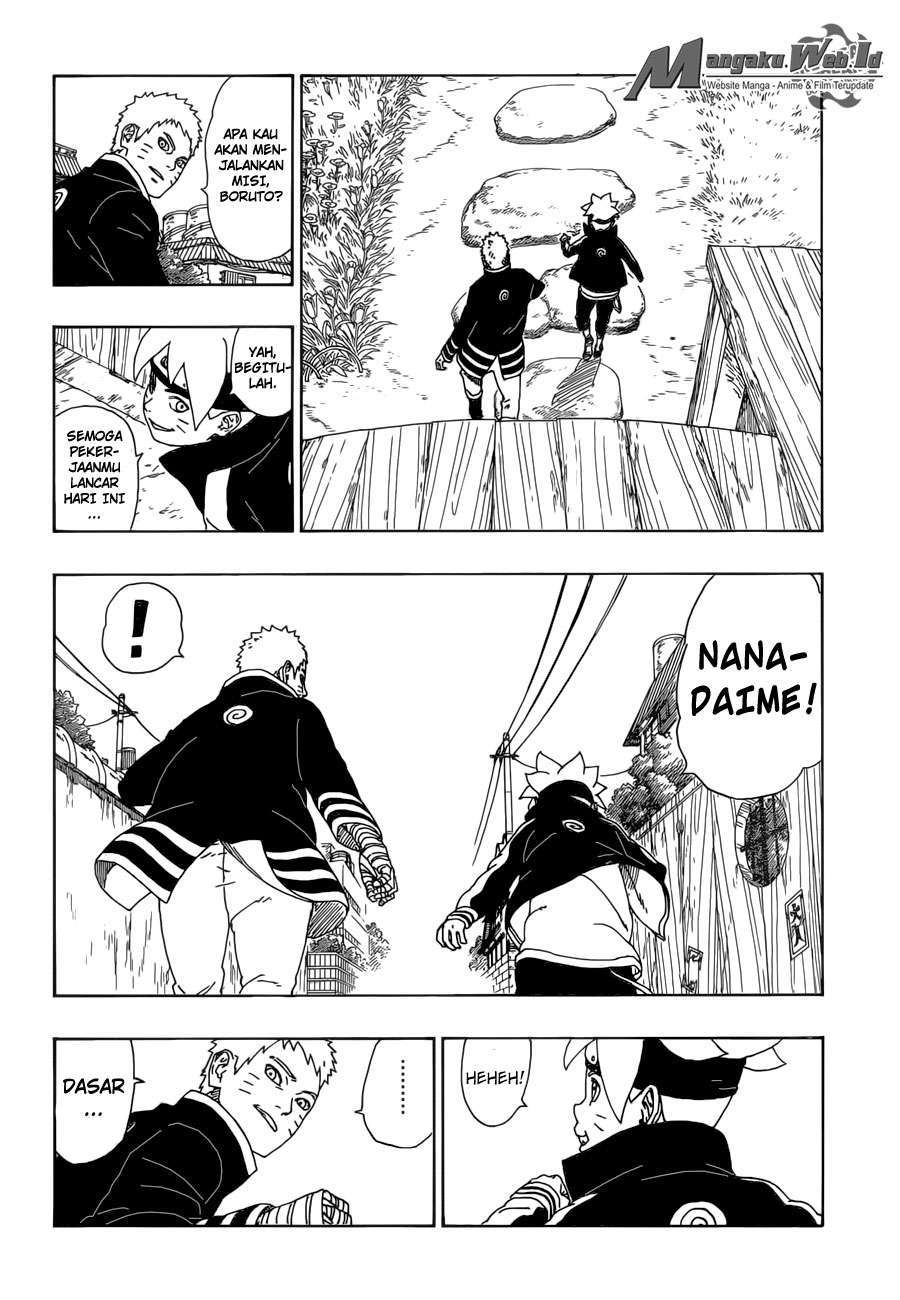 Mangaku.Web.Id
Website Manga - Anime & Film Terupdate
APA KAU
AKAN MEN-
JALANKAN
MISI,
BORUTO?
YAH,
BEGITU-
LAH.
SEMOGA
PEKER-
JAANMU
LANCAR
HARI INI
...
NANA-
DAIME!
!
HEHEH!
.........
DASAR
...